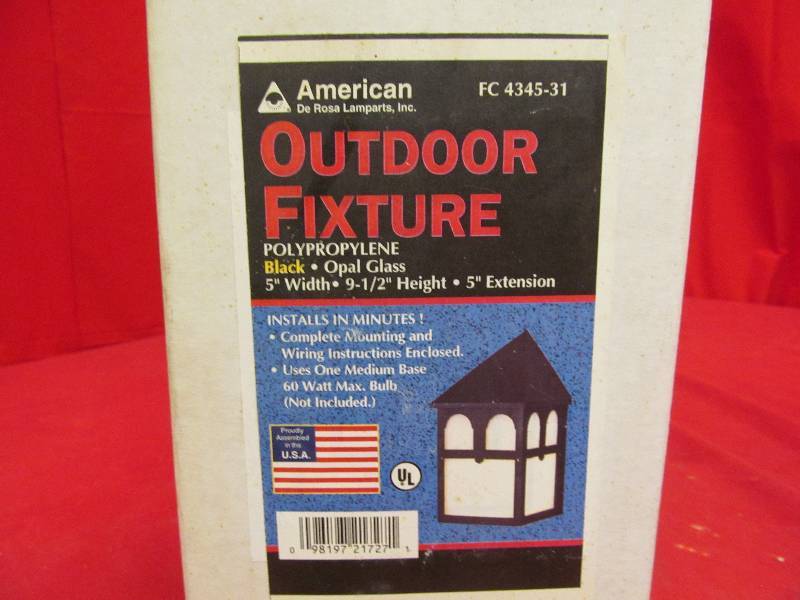 American
De Rosa Lamparts, Inc.
FC 4345-31
OUTDOOR
FIXTURE
POLYPROPYLENE
Black • Opal Glass
5" Width• 9-1/2" Height • 5" Extension
INSTALLS IN MINUTES !
• Complete Mounting and
Wiring Instructions Enclosed.
• Uses One Medium Base
60 Watt Max. Bulb
(Not Included.)
Proudly
Assembled
in the
U.S.A.
UL
0 98197 21727 1